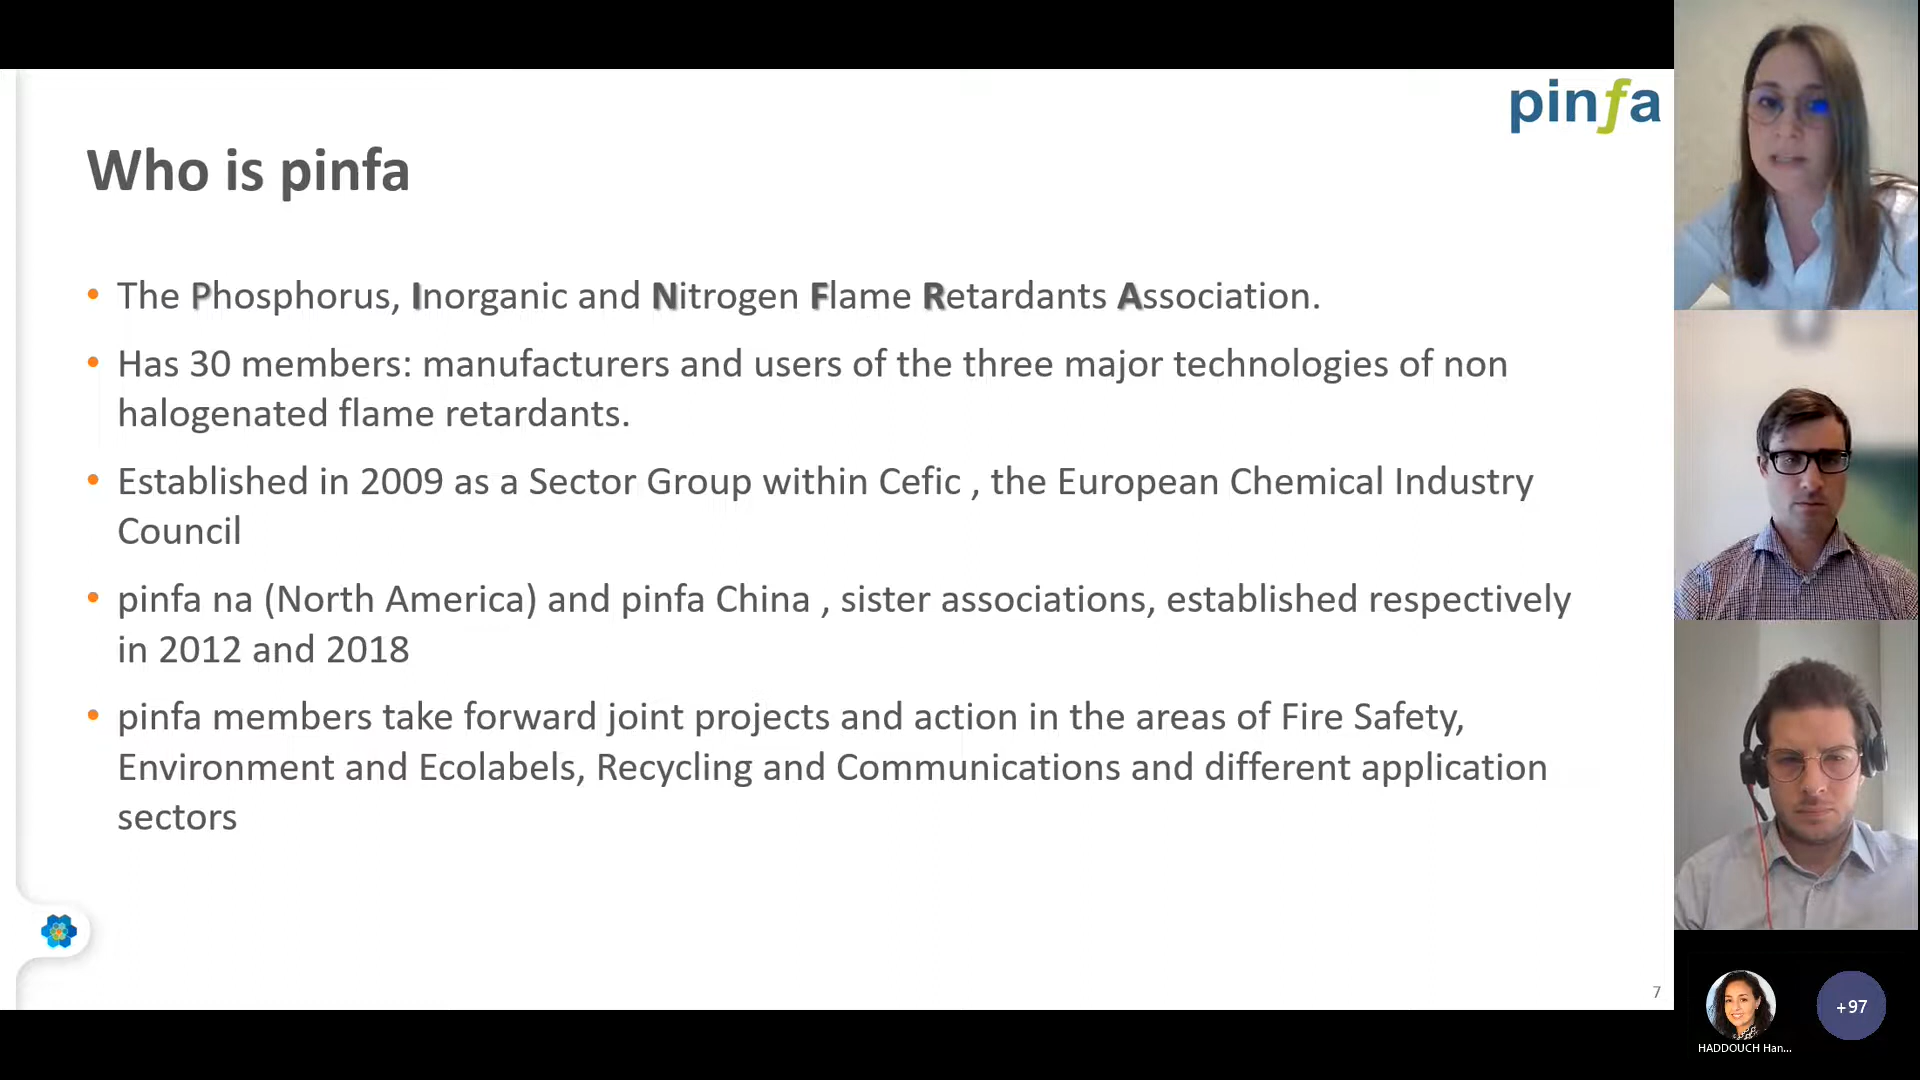 pinfa
Who is pinfa
• The Phosphorus, Inorganic and Nitrogen Flame Retardants Association.
• Has 30 members: manufacturers and users of the three major technologies of non
halogenated flame retardants.
• Established in 2009 as a Sector Group within Cefic , the European Chemical Industry
Council
• pinfa na (North America) and pinfa China , sister associations, established respectively
in 2012 and 2018
• pinfa members take forward joint projects and action in the areas of Fire Safety,
Environment and Ecolabels, Recycling and Communications and different application
sectors
7
+97
HADDOUCH Han...